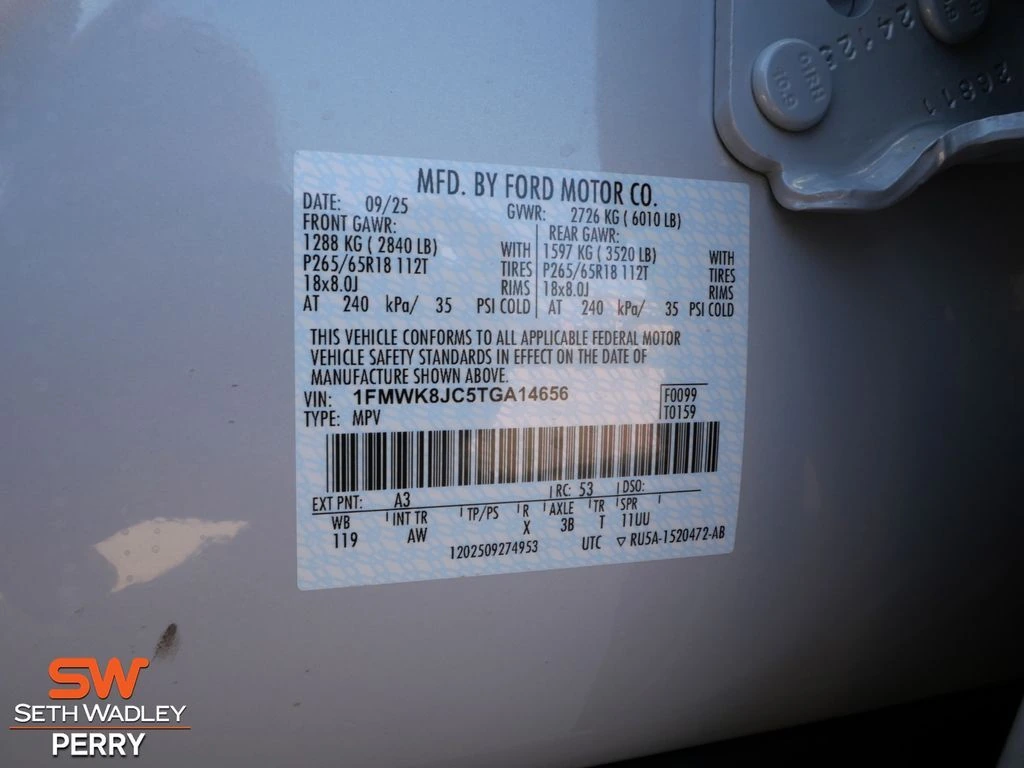 24125
26811
MFD. BY FORD MOTOR CO.
DATE: 09/25 GVWR: 2726 KG ( 6010 LB)
FRONT GAWR: REAR GAWR:
1288 KG ( 2840 LB) WITH 1597 KG ( 3520 LB) WITH
P265/65R18 112T TIRES P265/65R18 112T TIRES
18x8.0J RIMS 18x8.0J RIMS
AT 240 kPa/ 35 PSI COLD AT 240 kPa/ 35 PSI COLD
THIS VEHICLE CONFORMS TO ALL APPLICABLE FEDERAL MOTOR
VEHICLE SAFETY STANDARDS IN EFFECT ON THE DATE OF
MANUFACTURE SHOWN ABOVE.
VIN: 1FMWK8JC5TGA14656 F0099
TYPE: MPV T0159
EXT PNT: A3 RC: 53 DSO:
WB INT TR TP/PS R AXLE TR SPR
119 AW X 3B T 11UU
1202509274953 UTC ▽ RU5A-1520472-AB
SW
SETH WADLEY
PERRY